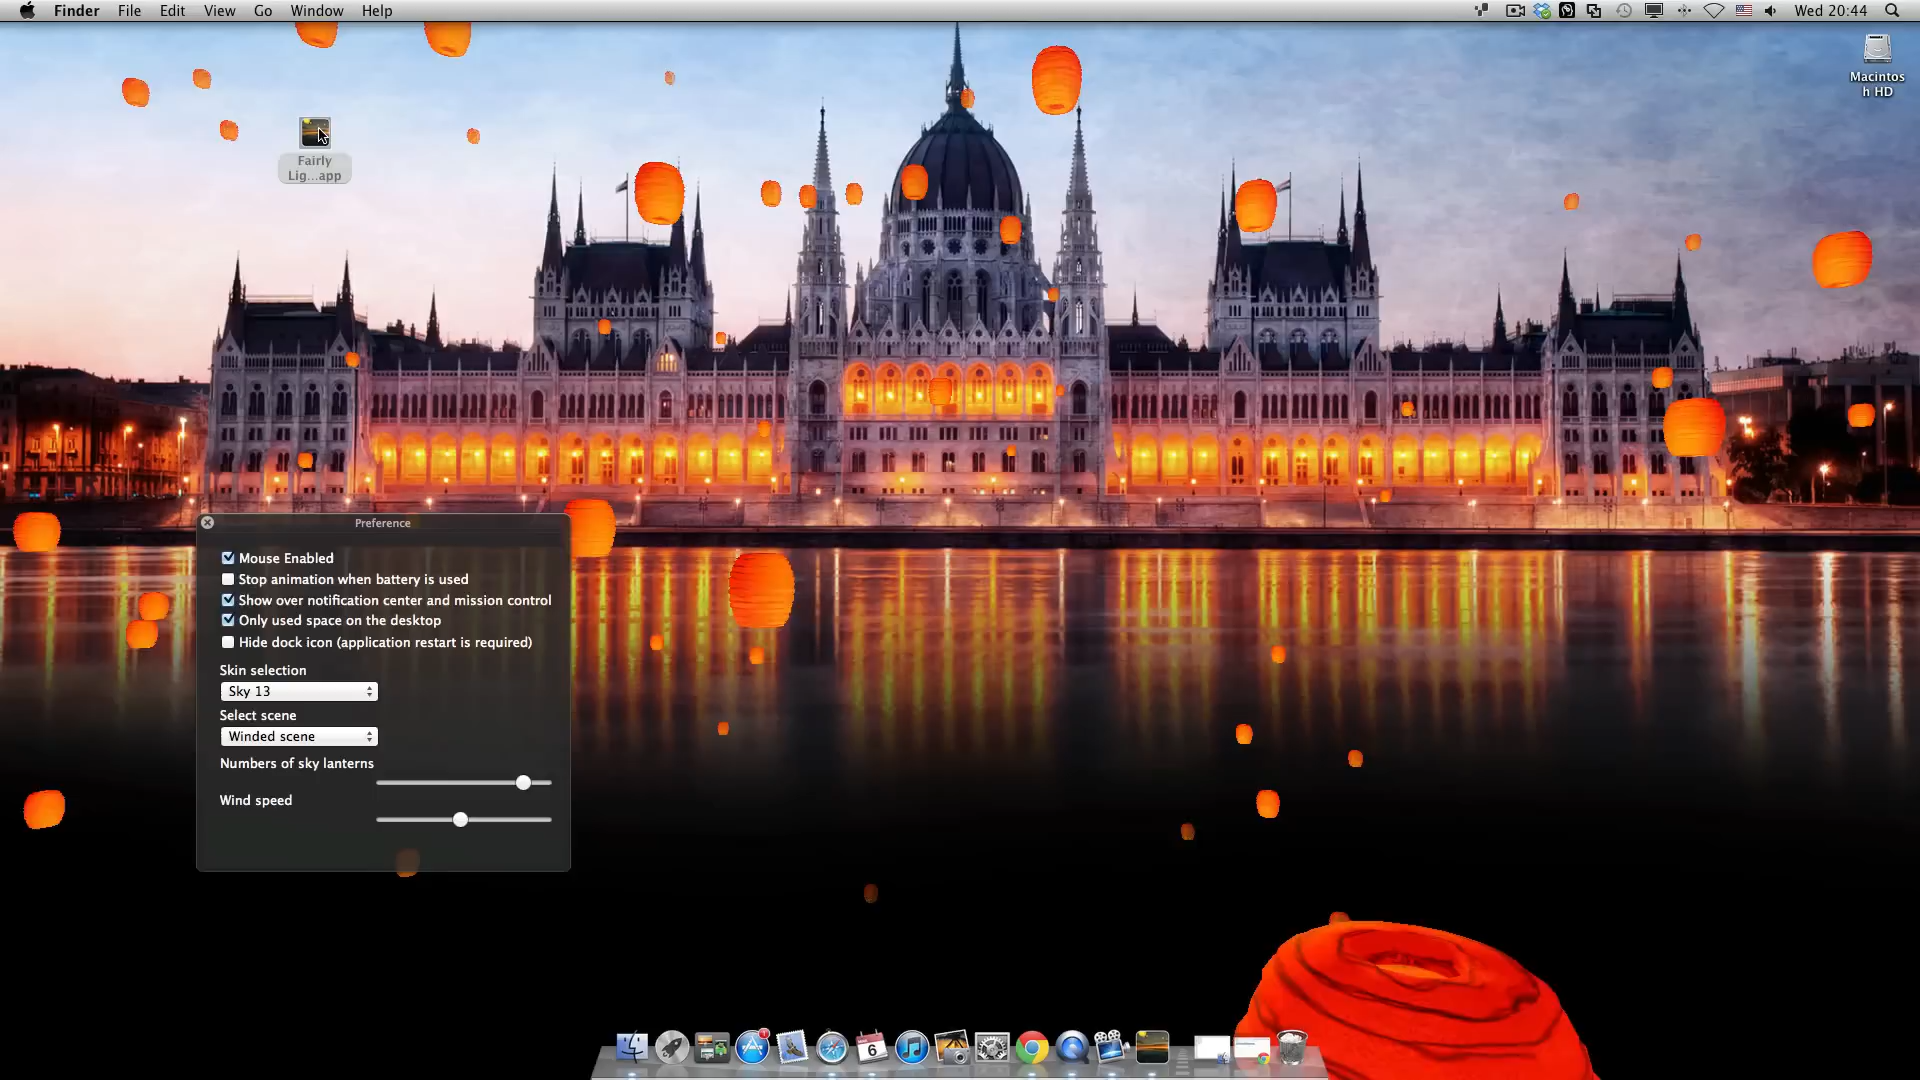 Finder File Edit View Go Window Help
Wed 20:44
Macintos
h HD
Fairly
Lig...app
Preference
Mouse Enabled
Stop animation when battery is used
Show over notification center and mission control
Only used space on the desktop
Hide dock icon (application restart is required)
Skin selection
Sky 13
Select scene
Winded scene
Numbers of sky lanterns
Wind speed
6